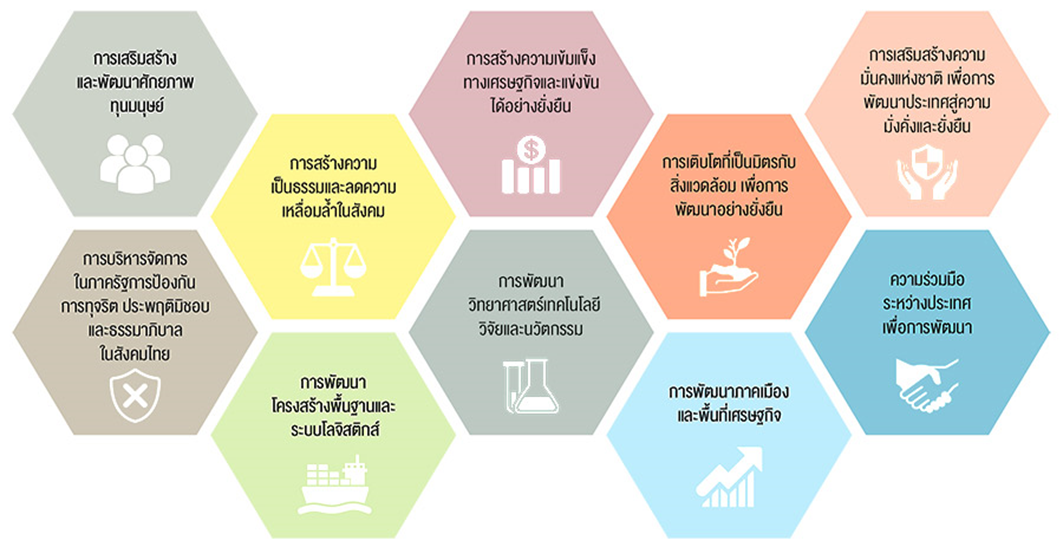 การเสริมสร้าง
และพัฒนาศักยภาพ
ทุนมนุษย์
การสร้างความ
เป็นธรรมและลดความ
เหลื่อมล้ำในสังคม
การสร้างความเข้มแข็ง
ทางเศรษฐกิจและแข่งขัน
ได้อย่างยั่งยืน
$
การเติบโตที่เป็นมิตรกับ
สิ่งแวดล้อม เพื่อการ
พัฒนาอย่างยั่งยืน
การเสริมสร้างความ
มั่นคงแห่งชาติ เพื่อการ
พัฒนาประเทศสู่ความ
มั่งคั่งและยั่งยืน
การบริหารจัดการ
ในภาครัฐการป้องกัน
การทุจริต ประพฤติมิชอบ
และธรรมาภิบาล
ในสังคมไทย
การพัฒนา
โครงสร้างพื้นฐานและ
ระบบโลจิสติกส์
การพัฒนา
วิทยาศาสตร์เทคโนโลยี
วิจัยและนวัตกรรม
การพัฒนาภาคเมือง
และพื้นที่เศรษฐกิจ
ความร่วมมือ
ระหว่างประเทศ
เพื่อการพัฒนา